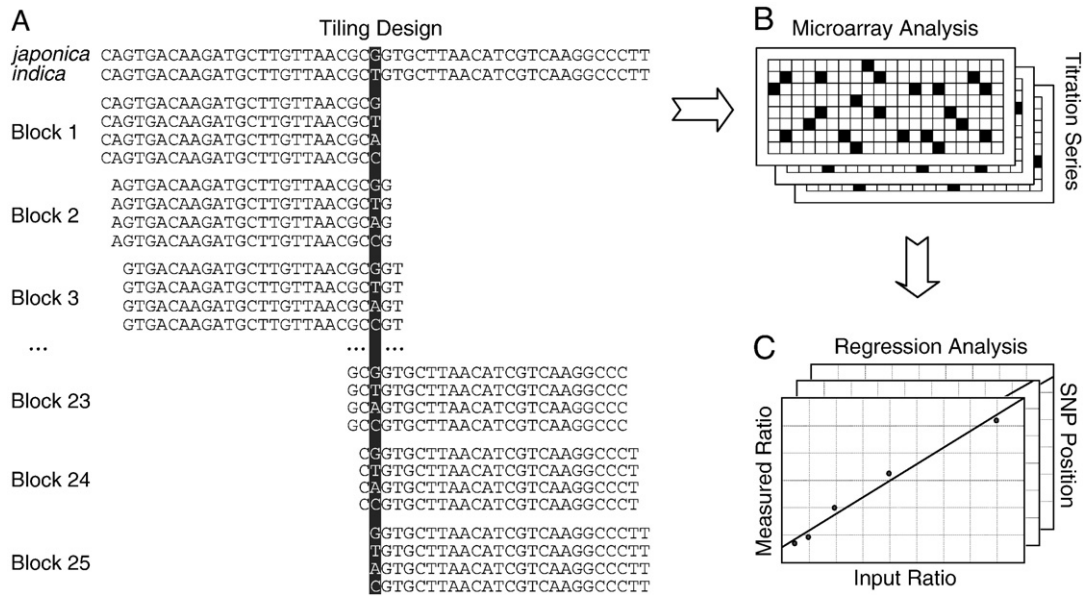 A
Tiling Design
japonica CAGTGACAAGATGCTTGTTAACGCGGTGCTTAACATCGTCAAGGCCCTT
indica CAGTGACAAGATGCTTGTTAACGCTGTGCTTAACATCGTCAAGGCCCTT
Block 1
CAGTGACAAGATGCTTGTTAACGCG
CAGTGACAAGATGCTTGTTAACGCT
CAGTGACAAGATGCTTGTTAACGCA
CAGTGACAAGATGCTTGTTAACGCC
Block 2
AGTGACAAGATGCTTGTTAACGCGG
AGTGACAAGATGCTTGTTAACGCTG
AGTGACAAGATGCTTGTTAACGCAG
AGTGACAAGATGCTTGTTAACGCCG
Block 3
GTGACAAGATGCTTGTTAACGCGGT
GTGACAAGATGCTTGTTAACGCTGT
GTGACAAGATGCTTGTTAACGCAGT
GTGACAAGATGCTTGTTAACGCCGT
... ... ...
Block 23
GCGGTGCTTAACATCGTCAAGGCCC
GCTGTGCTTAACATCGTCAAGGCCC
GCAGTGCTTAACATCGTCAAGGCCC
GCCGTGCTTAACATCGTCAAGGCCC
Block 24
CGGTGCTTAACATCGTCAAGGCCCT
CTGTGCTTAACATCGTCAAGGCCCT
CAGTGCTTAACATCGTCAAGGCCCT
CCGTGCTTAACATCGTCAAGGCCCT
Block 25
GGTGCTTAACATCGTCAAGGCCCTT
TGTGCTTAACATCGTCAAGGCCCTT
AGTGCTTAACATCGTCAAGGCCCTT
CGTGCTTAACATCGTCAAGGCCCTT
B
Microarray Analysis
Titration Series
C
Regression Analysis
Measured Ratio
SNP Position
Input Ratio